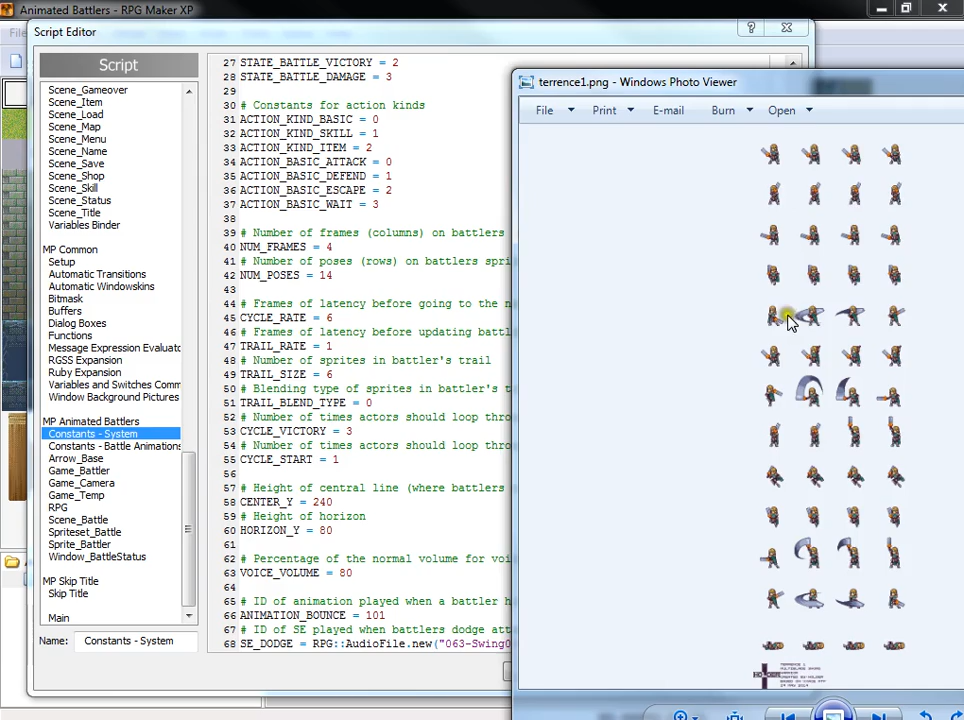 Animated Battlers - RPG Maker XP
Script Editor
Script
Scene_Gameover
Scene_Item
Scene_Load
Scene_Map
Scene_Menu
Scene_Name
Scene_Save
Scene_Shop
Scene_Skill
Scene_Status
Scene_Title
Variables Binder
MP Common
Setup
Automatic Transitions
Automatic Windowskins
Bitmask
Buffers
Dialog Boxes
Functions
Message Expression Evaluato
RGSS Expansion
Ruby Expansion
Variables and Switches Comm
Window Background Pictures
MP Animated Battlers
Constants - System
Constants - Battle Animations
Arrow_Base
Game_Battler
Game_Camera
Game_Temp
RPG
Scene_Battle
Spriteset_Battle
Sprite_Battler
Window_BattleStatus
MP Skip Title
Skip Title
Main
Name: Constants - System
27 STATE_BATTLE_VICTORY = 2
28 STATE_BATTLE_DAMAGE = 3
29
30 # Constants for action kinds
31 ACTION_KIND_BASIC = 0
32 ACTION_KIND_SKILL = 1
33 ACTION_KIND_ITEM = 2
34 ACTION_BASIC_ATTACK = 0
35 ACTION_BASIC_DEFEND = 1
36 ACTION_BASIC_ESCAPE = 2
37 ACTION_BASIC_WAIT = 3
38
39 # Number of frames (columns) on battlers
40 NUM_FRAMES = 4
41 # Number of poses (rows) on battlers spri
42 NUM_POSES = 14
43
44 # Frames of latency before going to the n
45 CYCLE_RATE = 6
46 # Frames of latency before updating battl
47 TRAIL_RATE = 1
48 # Number of sprites in battler's trail
49 TRAIL_SIZE = 6
50 # Blending type of sprites in battler's t
51 TRAIL_BLEND_TYPE = 0
52 # Number of times actors should loop thro
53 CYCLE_VICTORY = 3
54 # Number of times actors should loop thro
55 CYCLE_START = 1
56
57 # Height of central line (where battlers
58 CENTER_Y = 240
59 # Height of horizon
60 HORIZON_Y = 80
61
62 # Percentage of the normal volume for voi
63 VOICE_VOLUME = 80
64
65 # ID of animation played when a battler h
66 ANIMATION_BOUNCE = 101
67 # ID of SE played when battlers dodge att
68 SE_DODGE = RPG::AudioFile.new("063-Swing0
terrence1.png - Windows Photo Viewer
File Print E-mail Burn Open
TERRENCE 1